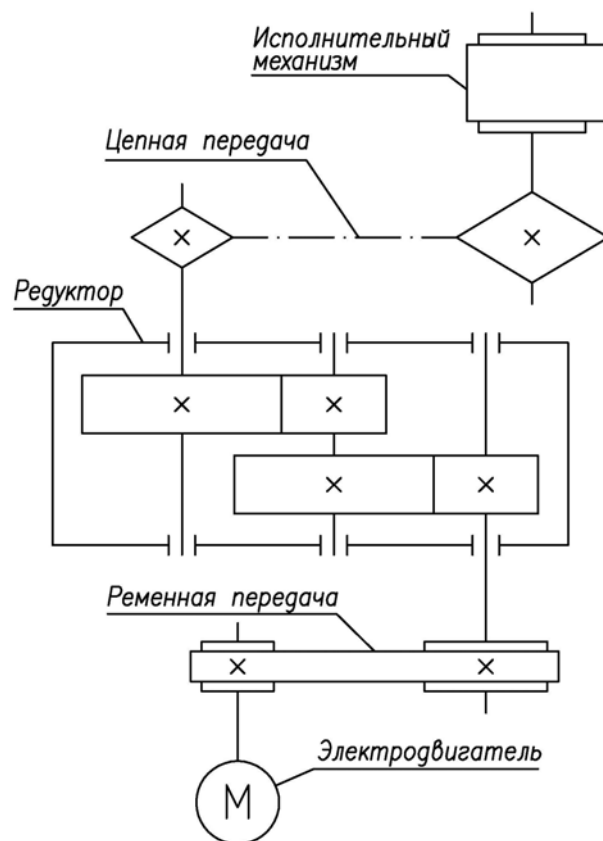 Исполнительный
механизм
Цепная передача
Редуктор
Ременная передача
Электродвигатель
М